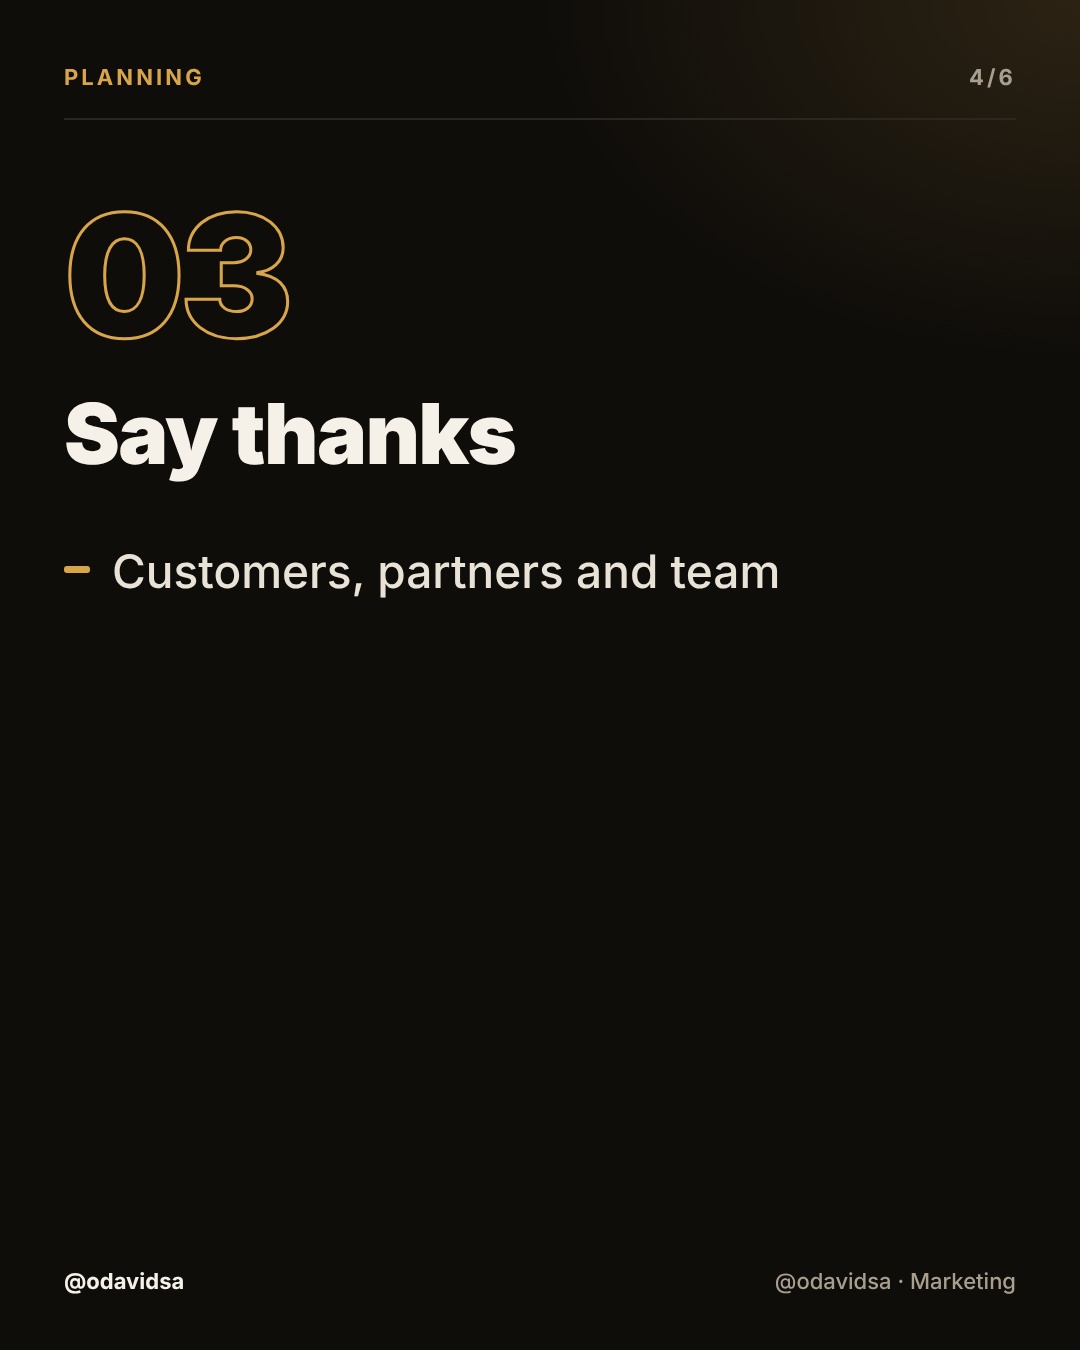 PLANNING
4/6
03
Say thanks
Customers, partners and team
@odavidsa
@odavidsa · Marketing